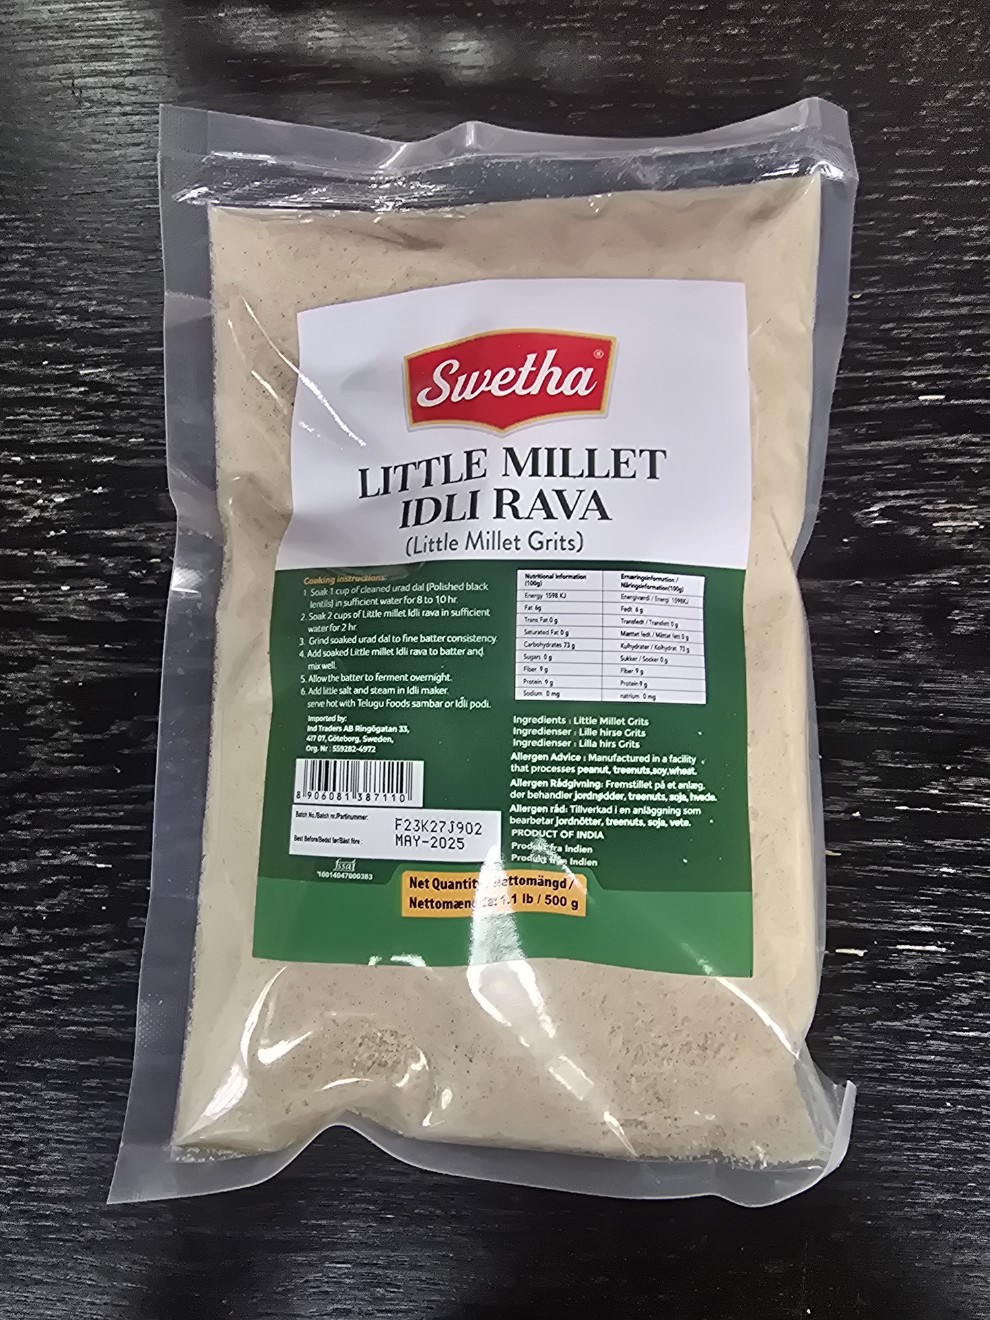 Swetha®
LITTLE MILLET
IDLI RAVA
(Little Millet Grits)
Cooking instructions:
1. Soak 1 cup of cleaned urad dal (Polished black
lentils) in sufficient water for 8 to 10 hr.
2. Soak 2 cups of Little millet Idli rava in sufficient
water for 2 hr.
3. Grind soaked urad dal to fine batter consistency.
4. Add soaked Little millet Idli rava to batter and
mix well.
5. Allow the batter to ferment overnight.
6. Add little salt and steam in Idli maker.
serve hot with Telugu Foods sambar or Idli podi.
Imported by:
Ind Traders AB Ringögatan 33,
417 07, Göteborg, Sweden,
Org. Nr : 559282-4972
8 906081 387110
Batch No./Batch nr./Partinummer:
F23K27J902
Best Before/Bedst før/Bäst före :
MAY-2025
fssai
10014047000383
Nutritional Information
(100g)
Ernæringsinformation /
Näringsinformation(100g)
Energy 1598 KJ
Energiværdi / Energi 1598KJ
Fat 6g
Fedt 6 g
Trans Fat 0 g
Transfedt / Transfett 0 g
Saturated Fat 0 g
Mættet fedt / Mättat fett 0 g
Carbohydrates 73 g
Kulhydrater / Kolhydrat 73 g
Sugars 0 g
Sukker / Socker 0 g
Fiber 9 g
Fiber 9 g
Protein 9 g
Protein 9 g
Sodium 0 mg
natrium 0 mg
Ingredients : Little Millet Grits
Ingredienser : Lille hirse Grits
Ingredienser : Lilla hirs Grits
Allergen Advice : Manufactured in a facility
that processes peanut, treenuts,soy,wheat.
Allergen Rådgivning: Fremstillet på et anlæg,
der behandler jordnødder, treenuts, soja, hvede.
Allergen råd: Tillverkad i en anläggning som
bearbetar jordnötter, treenuts, soja, vete.
PRODUCT OF INDIA
Produkt fra Indien
Produkt från Indien
Net Quantity / Nettomängd /
1.1 lb / 500 g